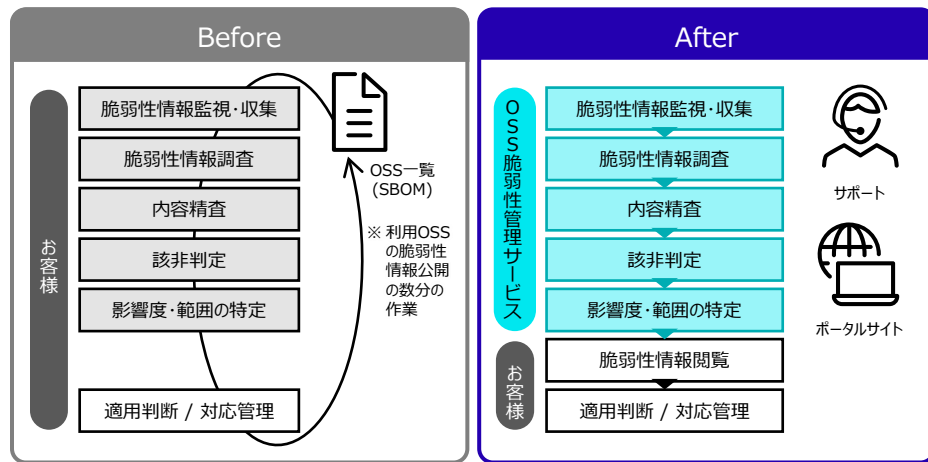 Before
お客様
脆弱性情報監視・収集
脆弱性情報調査
内容精査
該非判定
影響度・範囲の特定
適用判断 / 対応管理
OSS一覧
(SBOM)
※ 利用OSS
の脆弱性
情報公開
の数分の
作業
After
OSS脆弱性管理サービス
脆弱性情報監視・収集
脆弱性情報調査
内容精査
該非判定
影響度・範囲の特定
お客様
脆弱性情報閲覧
適用判断 / 対応管理
サポート
ポータルサイト